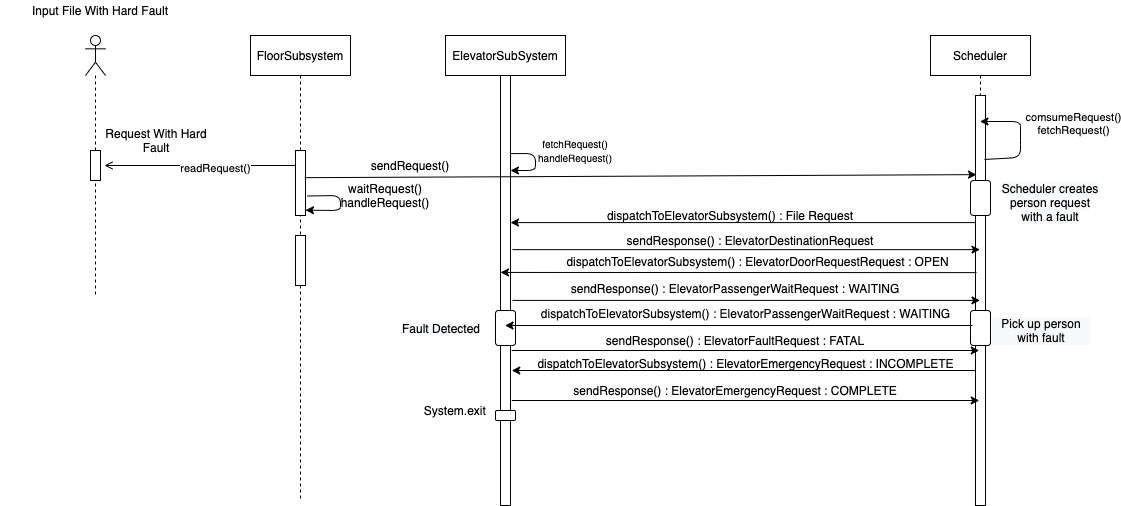 Input File With Hard Fault
FloorSubsystem
ElevatorSubSystem
Scheduler
comsumeRequest()
fetchRequest()
Request With Hard
Fault
fetchRequest()
handleRequest()
readRequest()
sendRequest()
waitRequest()
handleRequest()
Scheduler creates
person request
with a fault
dispatchToElevatorSubsystem() : File Request
sendResponse() : ElevatorDestinationRequest
dispatchToElevatorSubsystem() : ElevatorDoorRequestRequest : OPEN
sendResponse() : ElevatorPassengerWaitRequest : WAITING
dispatchToElevatorSubsystem() : ElevatorPassengerWaitRequest : WAITING
Fault Detected
Pick up person
with fault
sendResponse() : ElevatorFaultRequest : FATAL
dispatchToElevatorSubsystem() : ElevatorEmergencyRequest : INCOMPLETE
sendResponse() : ElevatorEmergencyRequest : COMPLETE
System.exit